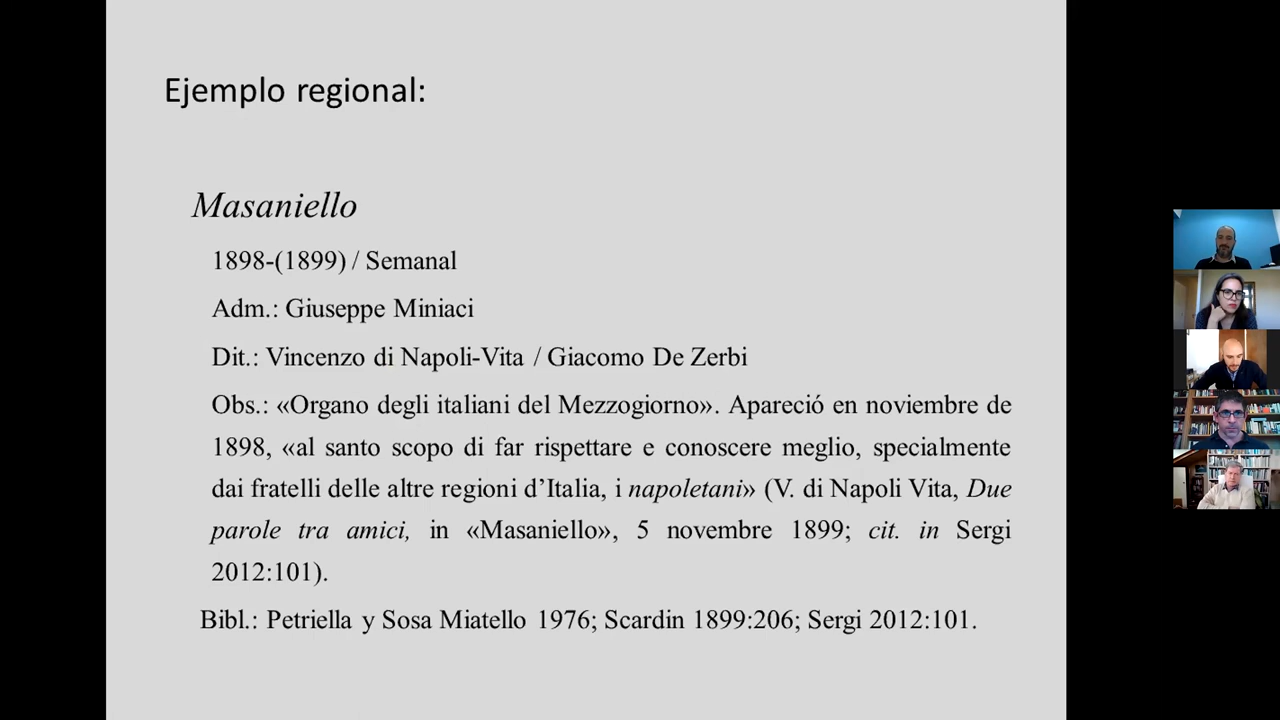 Ejemplo regional:
Masaniello
1898-(1899) / Semanal
Adm.: Giuseppe Miniaci
Dit.: Vincenzo di Napoli-Vita / Giacomo De Zerbi
Obs.: «Organo degli italiani del Mezzogiorno». Apareció en noviembre de
1898, «al santo scopo di far rispettare e conoscere meglio, specialmente
dai fratelli delle altre regioni d’Italia, i napoletani» (V. di Napoli Vita, Due
parole tra amici, in «Masaniello», 5 novembre 1899; cit. in Sergi
2012:101).
Bibl.: Petriella y Sosa Miatello 1976; Scardin 1899:206; Sergi 2012:101.